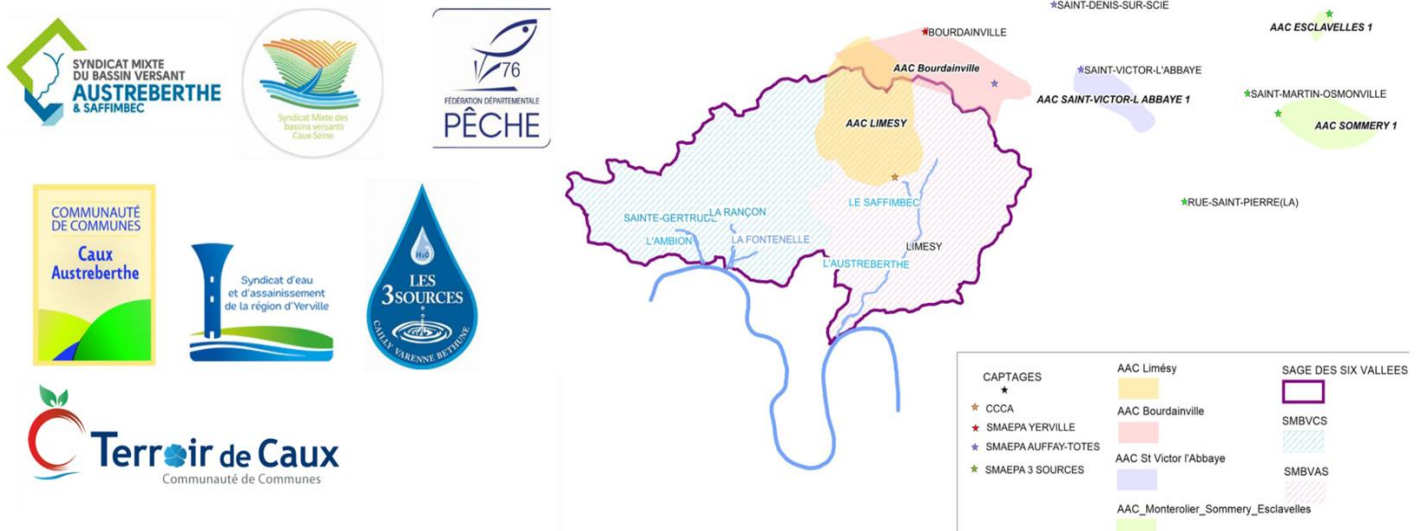 SYNDICAT MIXTE
DU BASSIN VERSANT
AUSTREBERTHE
& SAFFIMBEC
Syndicat Mixte des
bassins versants
Caux-Seine
76
FÉDÉRATION DÉPARTEMENTALE
PÊCHE
COMMUNAUTÉ
DE COMMUNES
Caux
Austreberthe
Syndicat d'eau
et d'assainissement
de la région d'Yerville
H2O
LES
3 SOURCES
CAILLY VARENNE BETHUNE
Terroir de Caux
Communauté de Communes
SAINT-DENIS-SUR-SCIE
AAC ESCLAVELLES 1
BOURDAINVILLE
AAC Bourdainville
SAINT-VICTOR-L'ABBAYE
AAC SAINT-VICTOR-L ABBAYE 1
SAINT-MARTIN-OSMONVILLE
AAC SOMMERY 1
AAC LIMESY
RUE-SAINT-PIERRE(LA)
LE SAFFIMBEC
SAINTE-GERTRUDE
LA RANÇON
L'AMBION
LA FONTENELLE
LIMESY
L'AUSTREBERTHE
CAPTAGES
CCCA
SMAEPA YERVILLE
SMAEPA AUFFAY-TOTES
SMAEPA 3 SOURCES
AAC Limésy
AAC Bourdainville
AAC St Victor l'Abbaye
AAC_Monterolier_Sommery_Esclavelles
SAGE DES SIX VALLEES
SMBVCS
SMBVAS